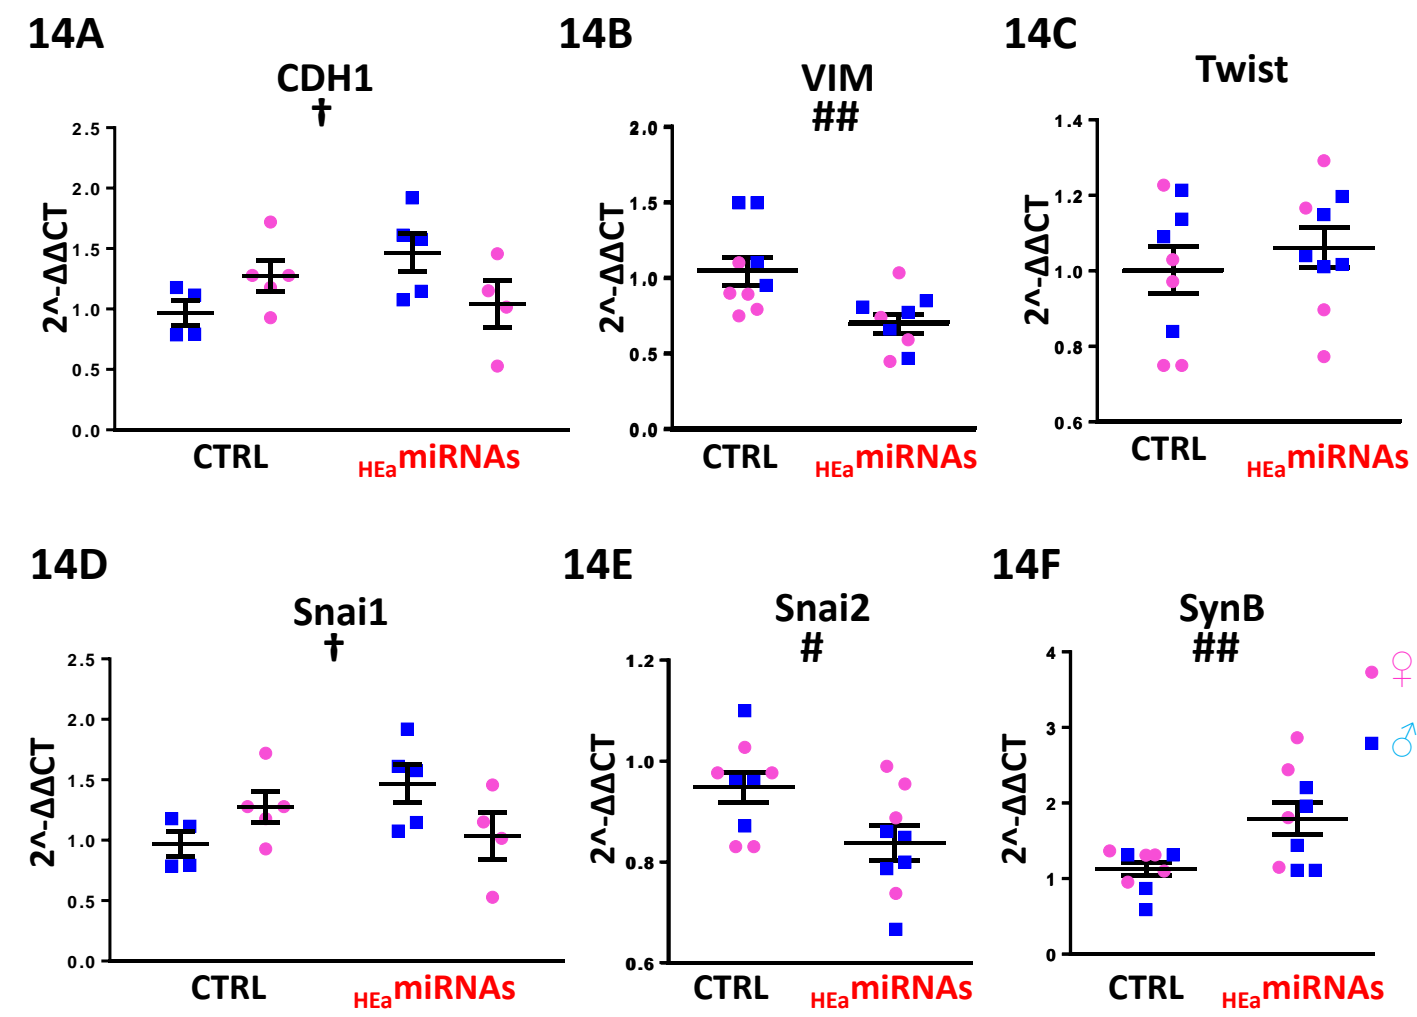 14A
CDH1
†
2.5
2.0
1.5
1.0
0.5
0.0
2^-ΔΔCT
CTRL
HEamiRNAs
14B
VIM
##
2.0
1.5
1.0
0.5
0.0
2^-ΔΔCT
CTRL
HEamiRNAs
14C
Twist
1.4
1.2
1.0
0.8
0.6
2^-ΔΔCT
CTRL
HEamiRNAs
14D
Snai1
†
2.5
2.0
1.5
1.0
0.5
0.0
2^-ΔΔCT
CTRL
HEamiRNAs
14E
Snai2
#
1.2
1.0
0.8
0.6
2^-ΔΔCT
CTRL
HEamiRNAs
14F
SynB
##
4
3
2
1
0
2^-ΔΔCT
CTRL
HEamiRNAs
♀
♂